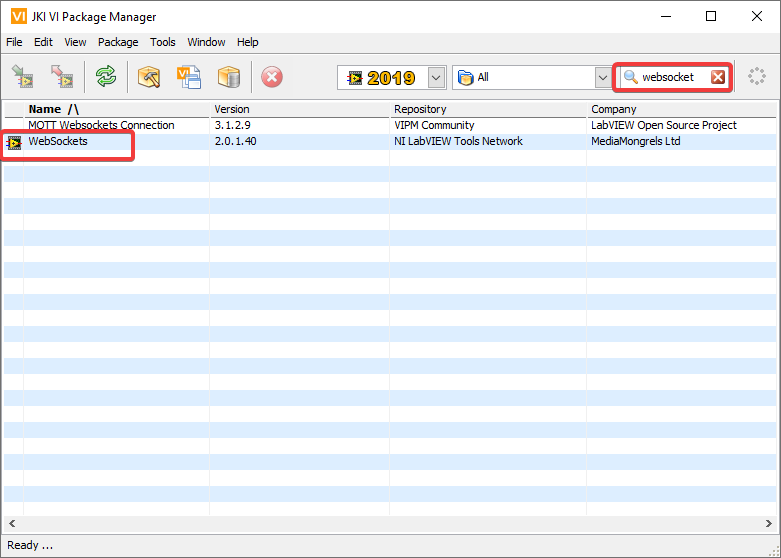 VI JKI VI Package Manager
File Edit View Package Tools Window Help
VI 2019 All websocket
Name /\ Version Repository Company
MQTT Websockets Connection 3.1.2.9 VIPM Community LabVIEW Open Source Project
WebSockets 2.0.1.40 NI LabVIEW Tools Network MediaMongrels Ltd
Ready ...